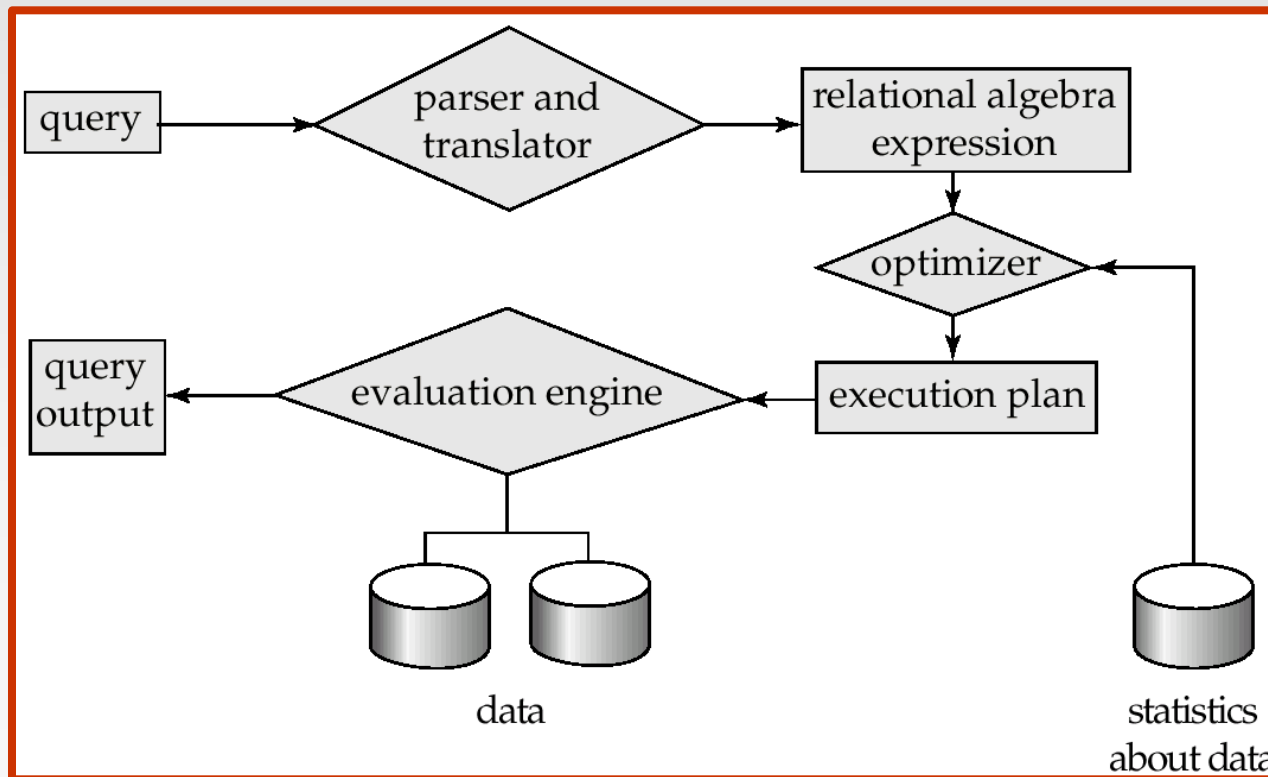 query
parser and
translator
relational algebra
expression
optimizer
query
output
evaluation engine
execution plan
data
statistics
about data